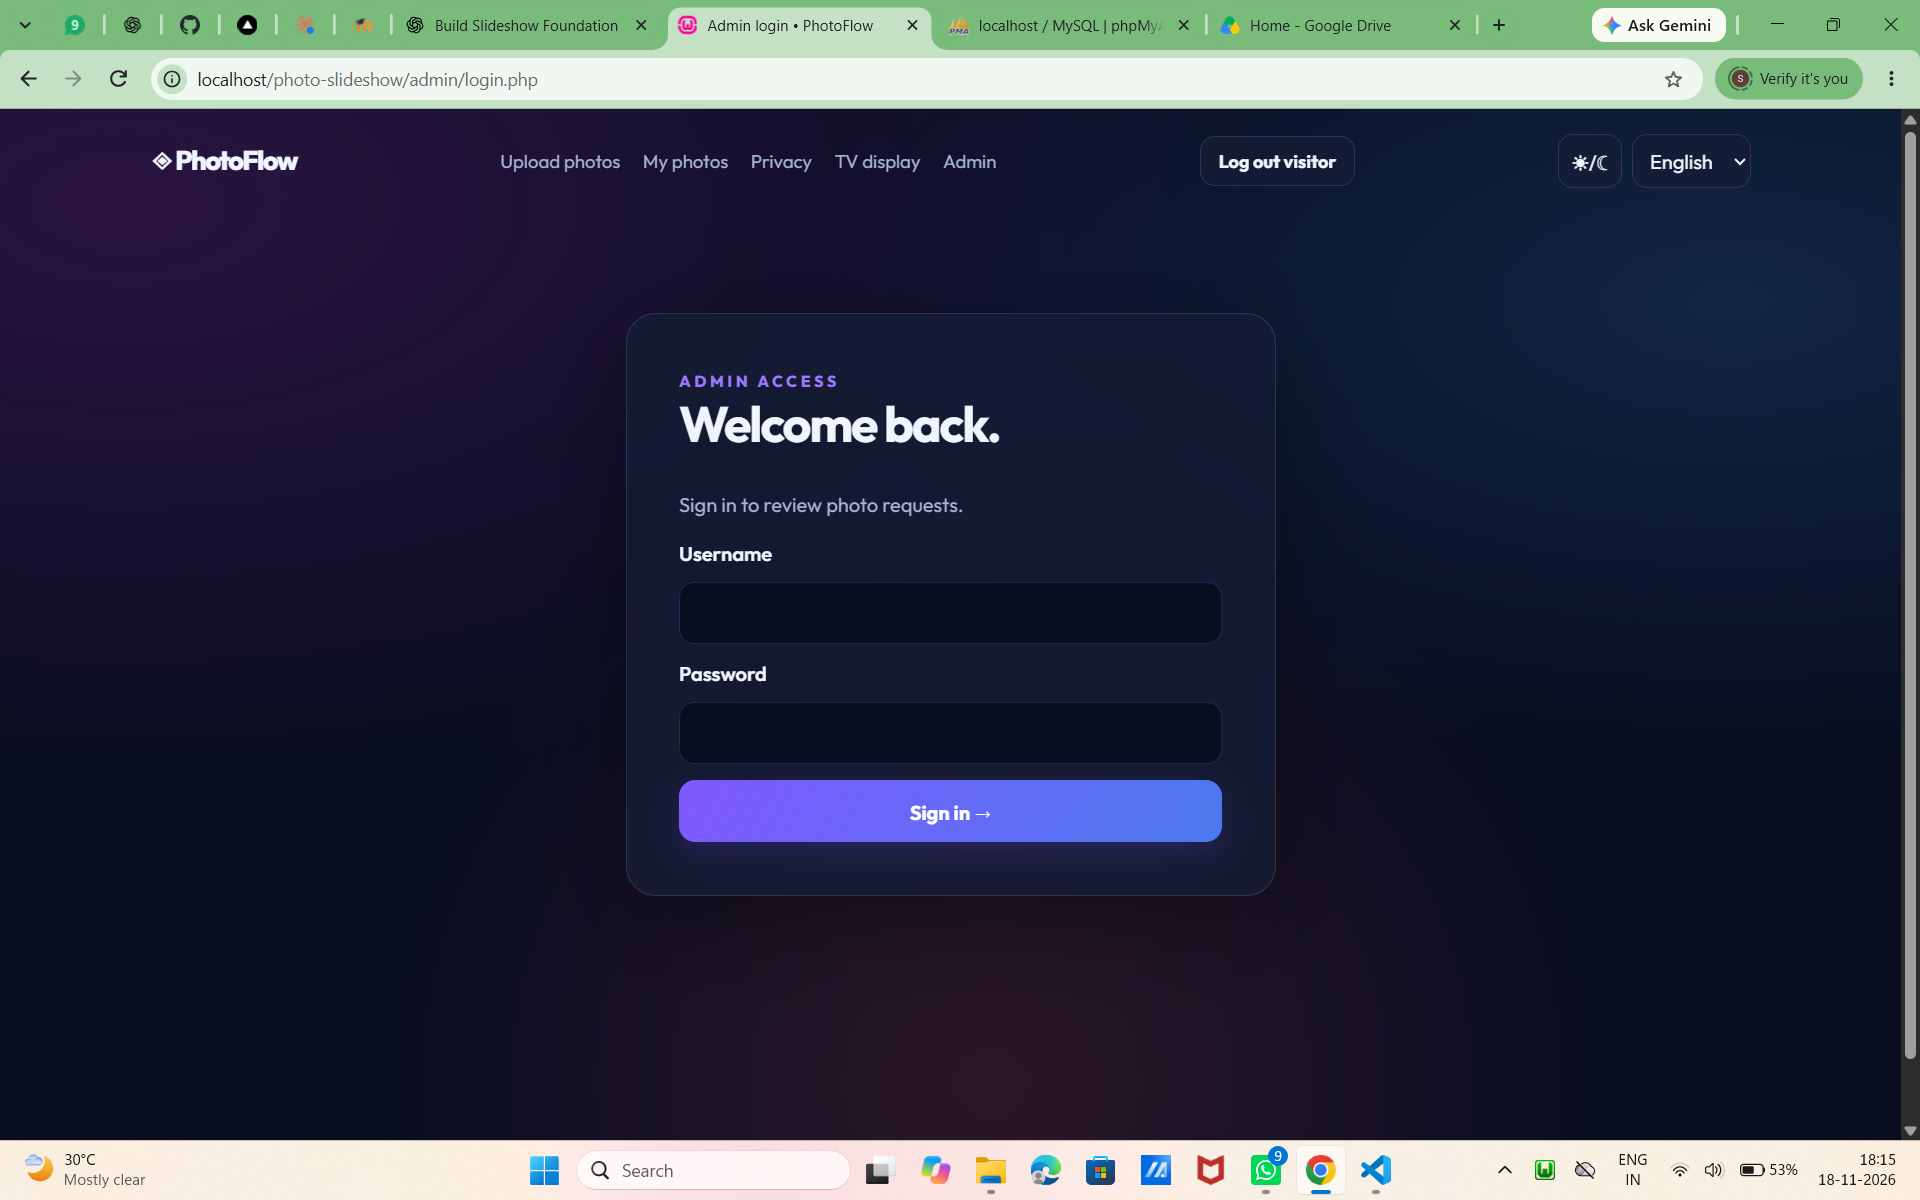 9
Build Slideshow Foundation
Admin login • PhotoFlow
localhost / MySQL | phpMyA
Home - Google Drive
Ask Gemini
localhost/photo-slideshow/admin/login.php
S
Verify it's you
PhotoFlow
Upload photos
My photos
Privacy
TV display
Admin
Log out visitor
English
ADMIN ACCESS
Welcome back.
Sign in to review photo requests.
Username
Password
Sign in →
30°C
Mostly clear
Search
9
ENG
IN
53%
18:15
18-11-2026